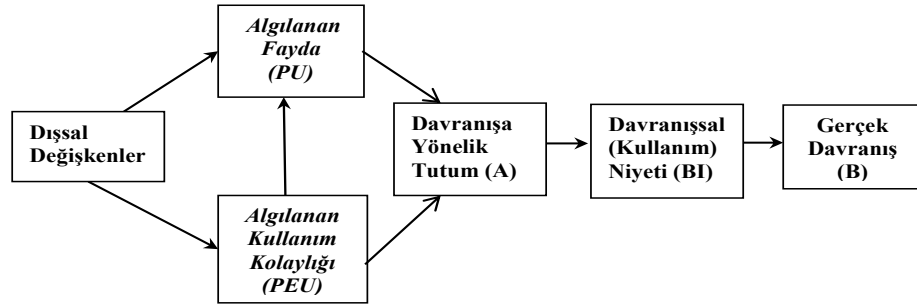 Algılanan
Fayda
(PU)
Dışsal
Değişkenler
Algılanan
Kullanım
Kolaylığı
(PEU)
Davranışa
Yönelik
Tutum (A)
Davranışsal
(Kullanım)
Niyeti (BI)
Gerçek
Davranış
(B)